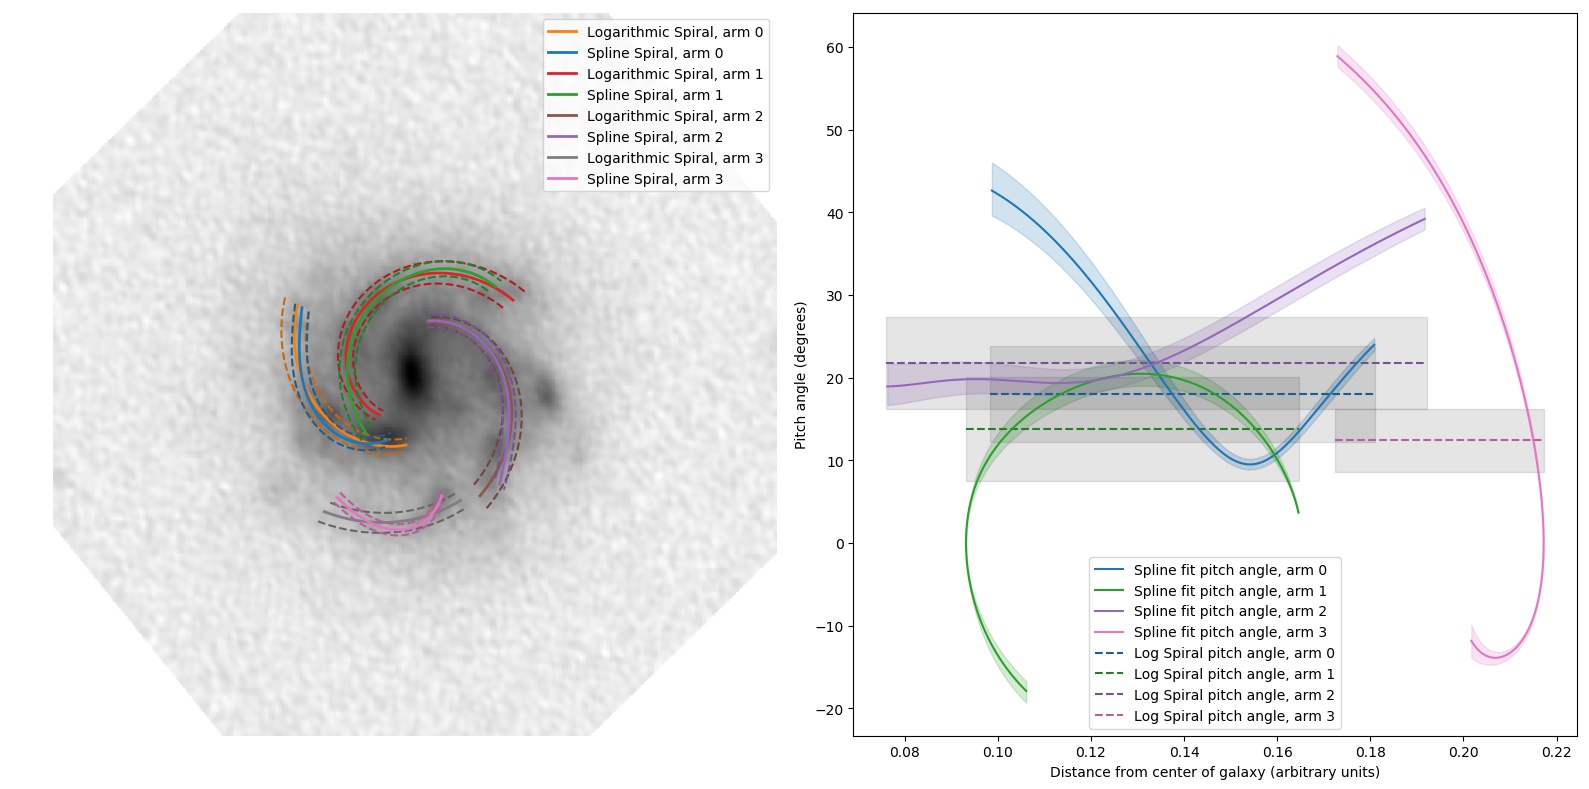 Logarithmic Spiral, arm 0
Spline Spiral, arm 0
Logarithmic Spiral, arm 1
Spline Spiral, arm 1
Logarithmic Spiral, arm 2
Spline Spiral, arm 2
Logarithmic Spiral, arm 3
Spline Spiral, arm 3
Pitch angle (degrees)
60
50
40
30
20
10
0
−10
−20
Spline fit pitch angle, arm 0
Spline fit pitch angle, arm 1
Spline fit pitch angle, arm 2
Spline fit pitch angle, arm 3
Log Spiral pitch angle, arm 0
Log Spiral pitch angle, arm 1
Log Spiral pitch angle, arm 2
Log Spiral pitch angle, arm 3
0.08 0.10 0.12 0.14 0.16 0.18 0.20 0.22
Distance from center of galaxy (arbitrary units)